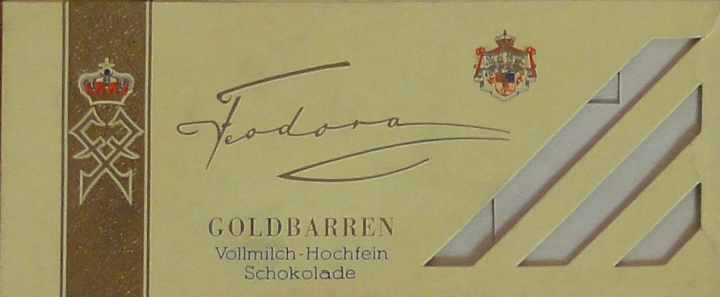 Feodora
GOLDBARREN
Vollmilch-Hochfein
Schokolade